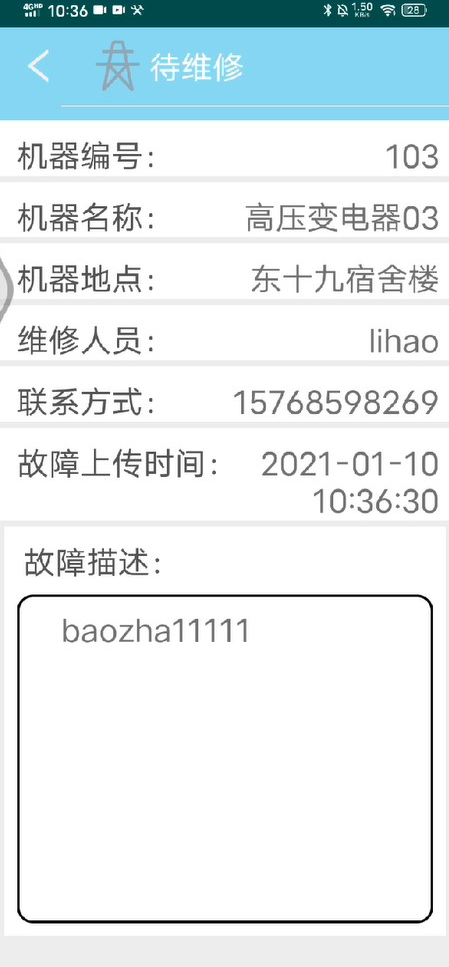 4GHD 10:36 1.50 KB/s 28
待维修
机器编号： 103
机器名称： 高压变电器03
机器地点： 东十九宿舍楼
维修人员： lihao
联系方式： 15768598269
故障上传时间： 2021-01-10
10:36:30
故障描述：
baozha11111